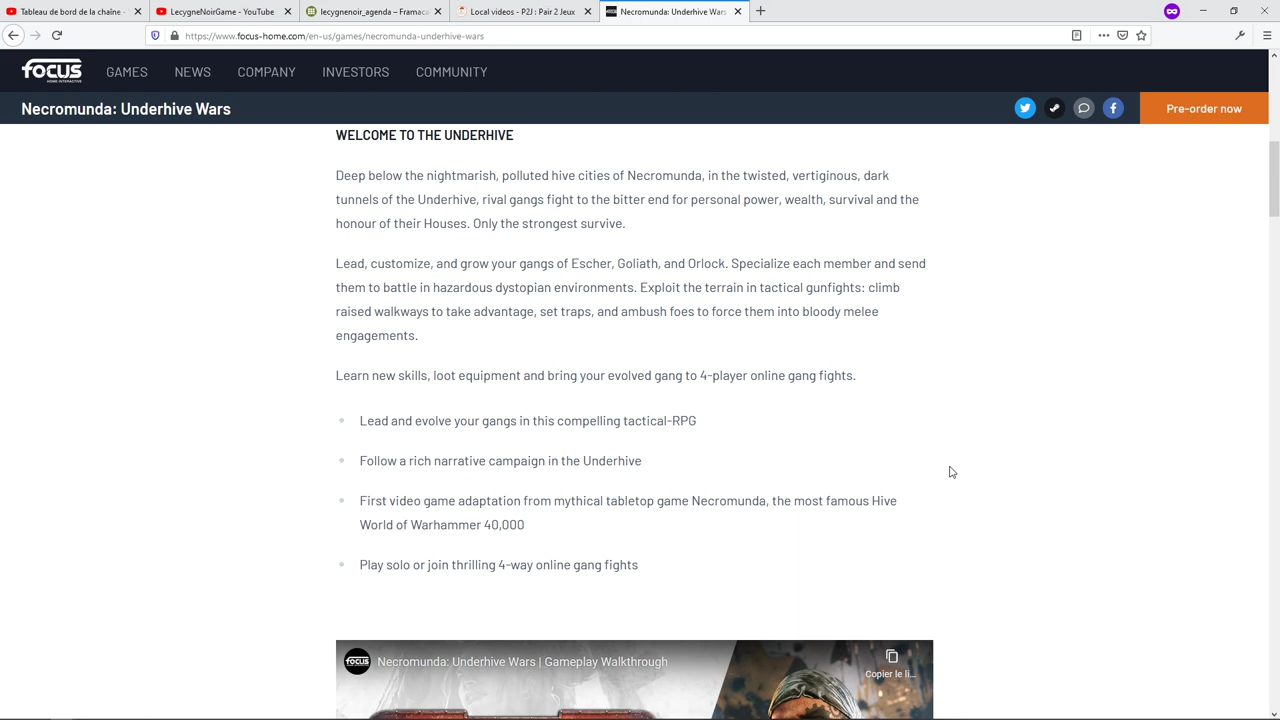 Tableau de bord de la chaîne -
LecygneNoirGame - YouTube
lecygnenoir_agenda – Framaca
Local videos - P2J : Pair 2 Jeux
Necromunda: Underhive Wars
https://www.focus-home.com/en-us/games/necromunda-underhive-wars
FOCUS
HOME INTERACTIVE
GAMES
NEWS
COMPANY
INVESTORS
COMMUNITY
Necromunda: Underhive Wars
Pre-order now
WELCOME TO THE UNDERHIVE
Deep below the nightmarish, polluted hive cities of Necromunda, in the twisted, vertiginous, dark
tunnels of the Underhive, rival gangs fight to the bitter end for personal power, wealth, survival and the
honour of their Houses. Only the strongest survive.
Lead, customize, and grow your gangs of Escher, Goliath, and Orlock. Specialize each member and send
them to battle in hazardous dystopian environments. Exploit the terrain in tactical gunfights: climb
raised walkways to take advantage, set traps, and ambush foes to force them into bloody melee
engagements.
Learn new skills, loot equipment and bring your evolved gang to 4-player online gang fights.
Lead and evolve your gangs in this compelling tactical-RPG
Follow a rich narrative campaign in the Underhive
First video game adaptation from mythical tabletop game Necromunda, the most famous Hive
World of Warhammer 40,000
Play solo or join thrilling 4-way online gang fights
FOCUS
Necromunda: Underhive Wars | Gameplay Walkthrough
Copier le li...